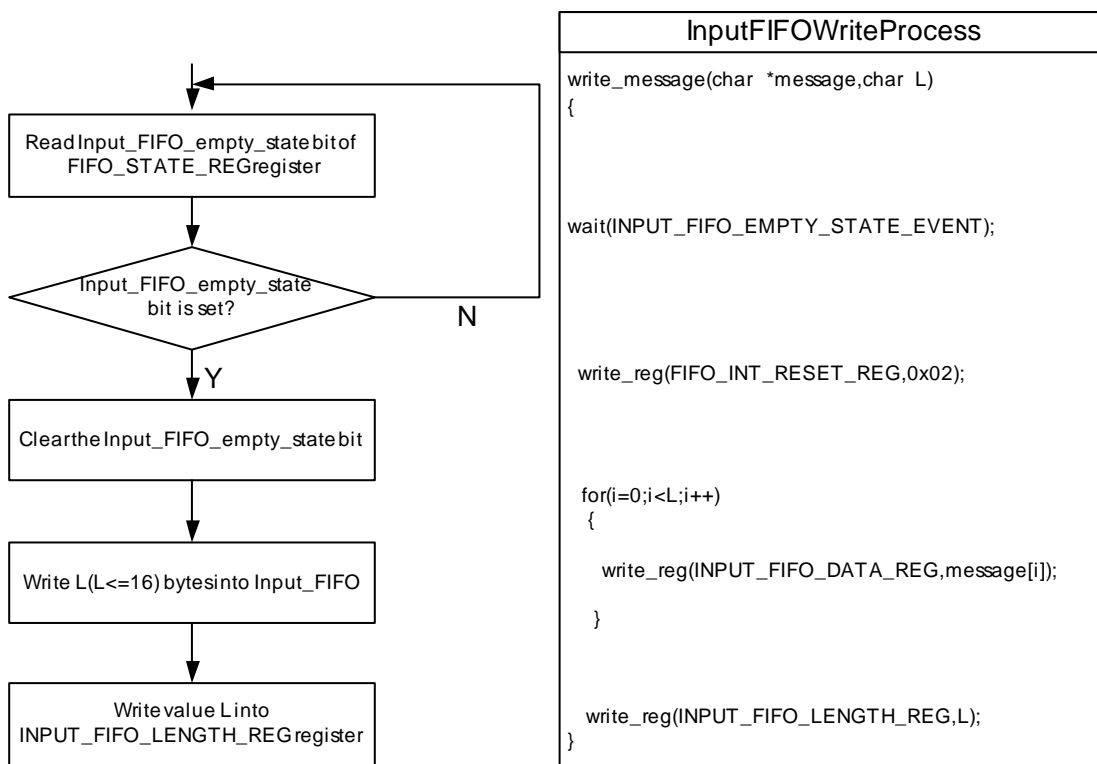 Read Input_FIFO_empty_state bit of
FIFO_STATE_REG register
Input_FIFO_empty_state
bit is set?
N
Y
Clear the Input_FIFO_empty_state bit
Write L(L<=16) bytes into Input_FIFO
Write value L into
INPUT_FIFO_LENGTH_REG register
InputFIFOWriteProcess
write_message(char *message,char L)
{
wait(INPUT_FIFO_EMPTY_STATE_EVENT);
write_reg(FIFO_INT_RESET_REG,0x02);
for(i=0;i<L;i++)
{
write_reg(INPUT_FIFO_DATA_REG,message[i]);
}
write_reg(INPUT_FIFO_LENGTH_REG,L);
}